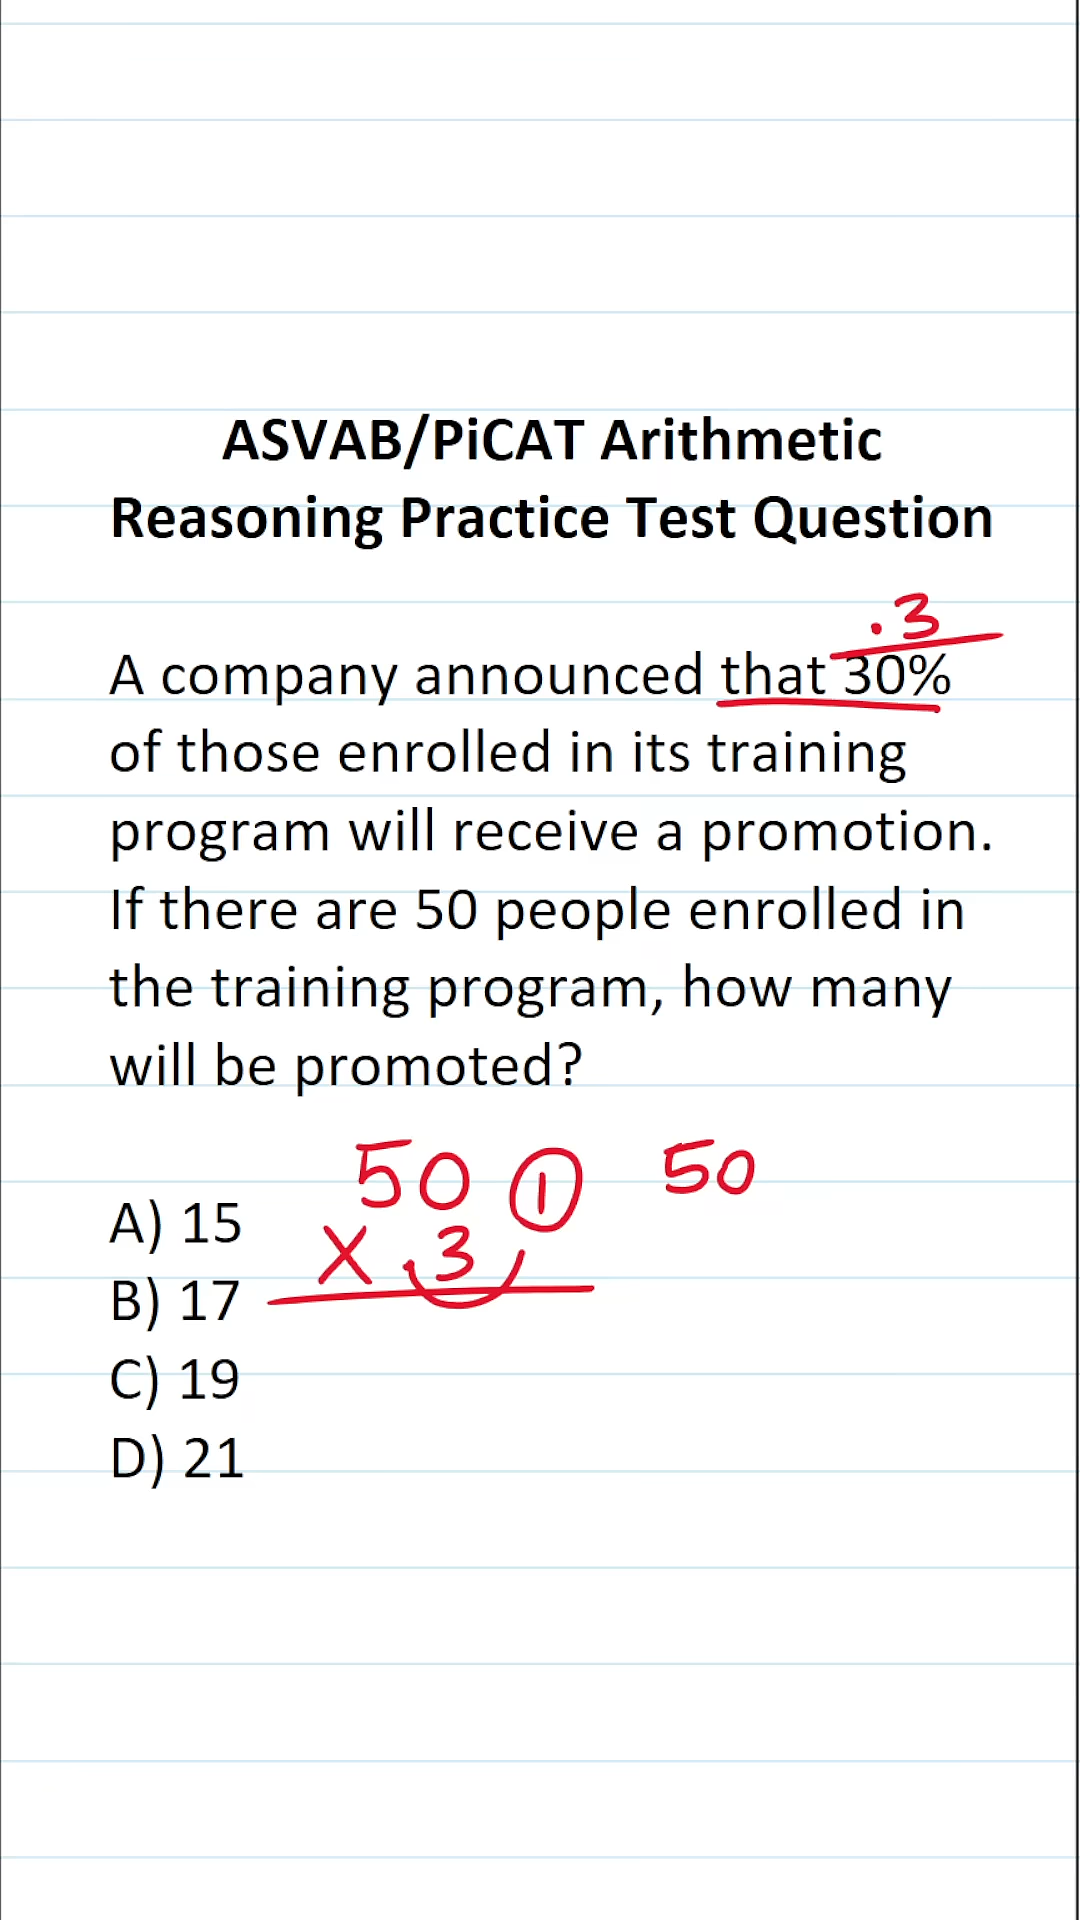 ASVAB/PiCAT Arithmetic
Reasoning Practice Test Question
.3
A company announced that 30%
of those enrolled in its training
program will receive a promotion.
If there are 50 people enrolled in
the training program, how many
will be promoted?
50 1 50
A) 15
X .3
B) 17
C) 19
D) 21